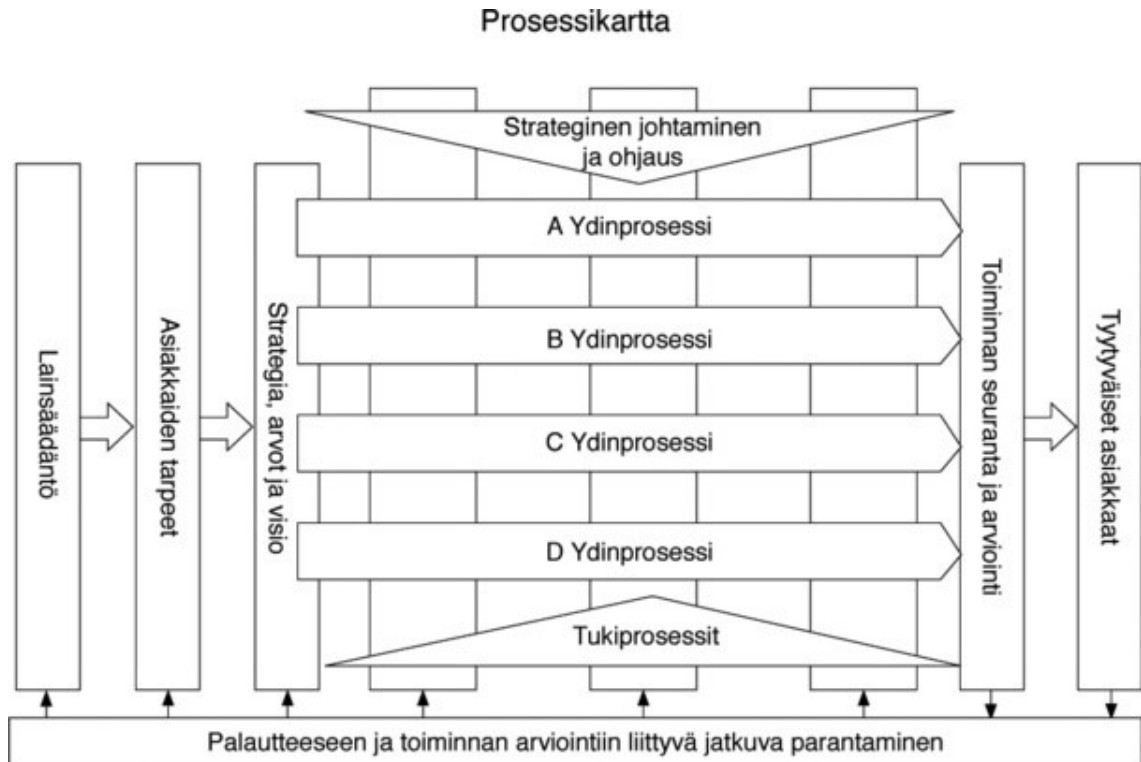 Prosessikartta
Strateginen johtaminen
ja ohjaus
Lainsäädäntö
Asiakkaiden tarpeet
Strategia, arvot ja visio
A Ydinprosessi
B Ydinprosessi
C Ydinprosessi
D Ydinprosessi
Tukiprosessit
Toiminnan seuranta ja arviointi
Tyytyväiset asiakkaat
Palautteeseen ja toiminnan arviointiin liittyvä jatkuva parantaminen